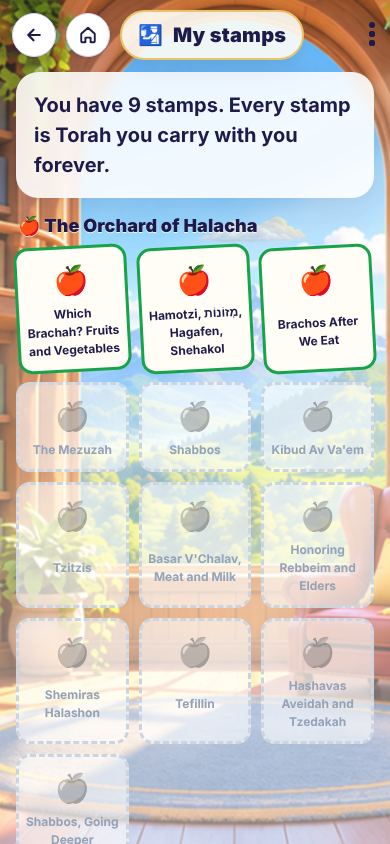 My stamps
You have 9 stamps. Every stamp
is Torah you carry with you
forever.
The Orchard of Halacha
Which
Brachah? Fruits
and Vegetables
Hamotzi, מזונות,
Hagafen,
Shehakol
Brachos After
We Eat
The Mezuzah
Shabbos
Kibud Av Va'em
Tzitzis
Basar V'Chalav,
Meat and Milk
Honoring
Rebbeim and
Elders
Shemiras
Halashon
Tefillin
Hashavas
Aveidah and
Tzedakah
Shabbos, Going
Deeper